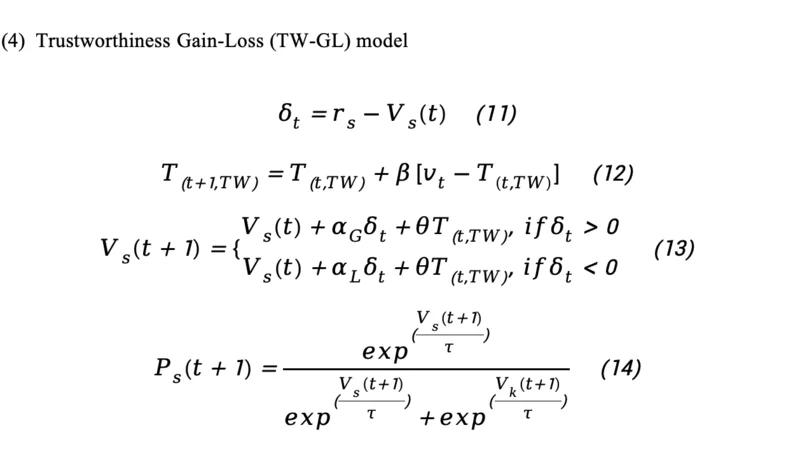 (4) Trustworthiness Gain-Loss (TW-GL) model
δ_t = r_s − V_s(t) (11)
T_(t+1,TW) = T_(t,TW) + β [υ_t − T_(t,TW)] (12)
V_s(t + 1) = { V_s(t) + α_G δ_t + θT_(t,TW), if δ_t > 0
V_s(t) + α_L δ_t + θT_(t,TW), if δ_t < 0 (13)
P_s(t + 1) = exp^(V_s(t+1)/τ) / (exp^(V_s(t+1)/τ) + exp^(V_k(t+1)/τ)) (14)